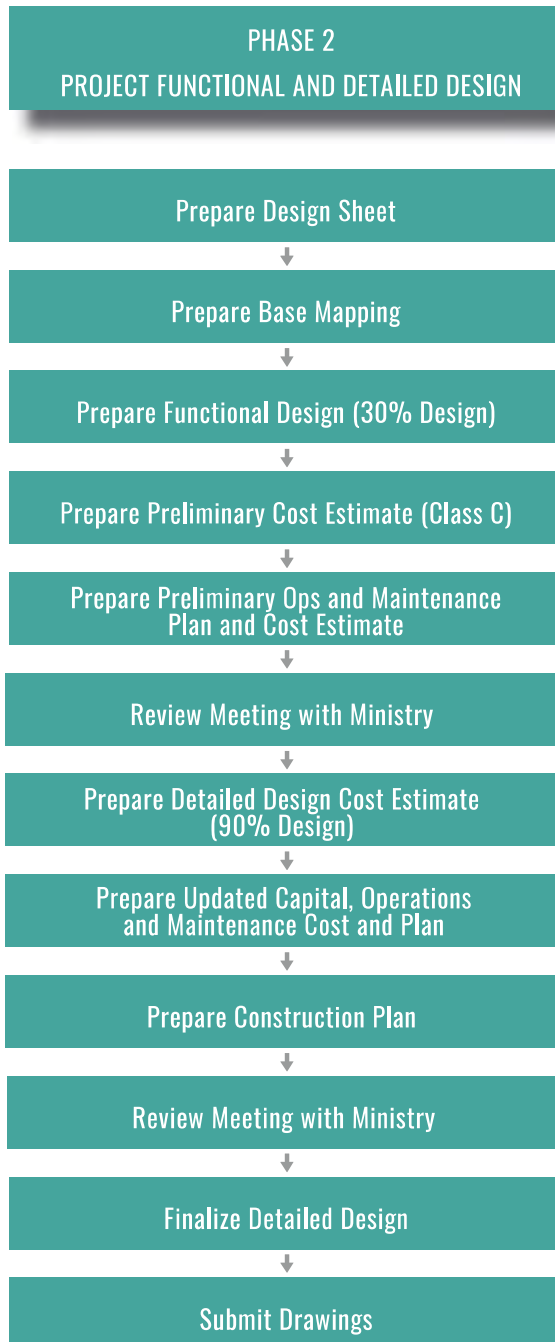 PHASE 2
PROJECT FUNCTIONAL AND DETAILED DESIGN
Prepare Design Sheet
Prepare Base Mapping
Prepare Functional Design (30% Design)
Prepare Preliminary Cost Estimate (Class C)
Prepare Preliminary Ops and Maintenance
Plan and Cost Estimate
Review Meeting with Ministry
Prepare Detailed Design Cost Estimate
(90% Design)
Prepare Updated Capital, Operations
and Maintenance Cost and Plan
Prepare Construction Plan
Review Meeting with Ministry
Finalize Detailed Design
Submit Drawings